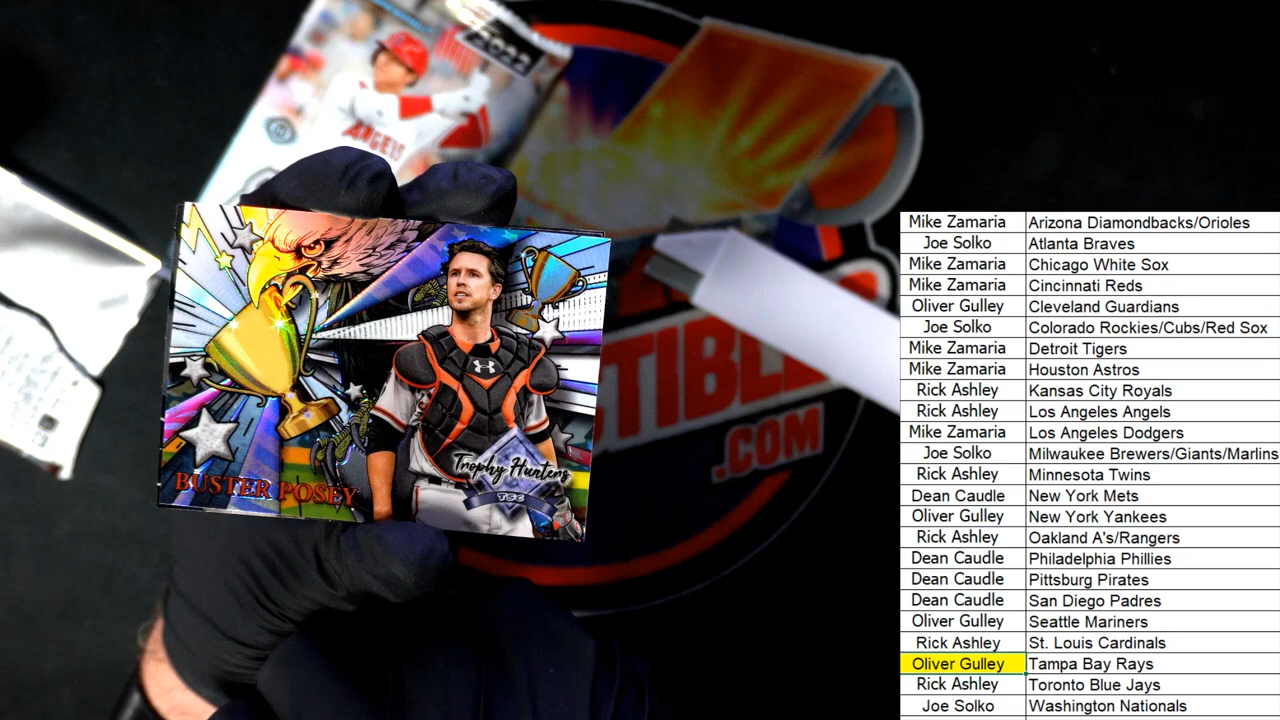 2022
ANGELS
BUSTER POSEY
Trophy Hunters
TSC
TIBLE
.COM
Mike Zamaria Arizona Diamondbacks/Orioles
Joe Solko Atlanta Braves
Mike Zamaria Chicago White Sox
Mike Zamaria Cincinnati Reds
Oliver Gulley Cleveland Guardians
Joe Solko Colorado Rockies/Cubs/Red Sox
Mike Zamaria Detroit Tigers
Mike Zamaria Houston Astros
Rick Ashley Kansas City Royals
Rick Ashley Los Angeles Angels
Mike Zamaria Los Angeles Dodgers
Joe Solko Milwaukee Brewers/Giants/Marlins
Rick Ashley Minnesota Twins
Dean Caudle New York Mets
Oliver Gulley New York Yankees
Rick Ashley Oakland A's/Rangers
Dean Caudle Philadelphia Phillies
Dean Caudle Pittsburg Pirates
Dean Caudle San Diego Padres
Oliver Gulley Seattle Mariners
Rick Ashley St. Louis Cardinals
Oliver Gulley Tampa Bay Rays
Rick Ashley Toronto Blue Jays
Joe Solko Washington Nationals